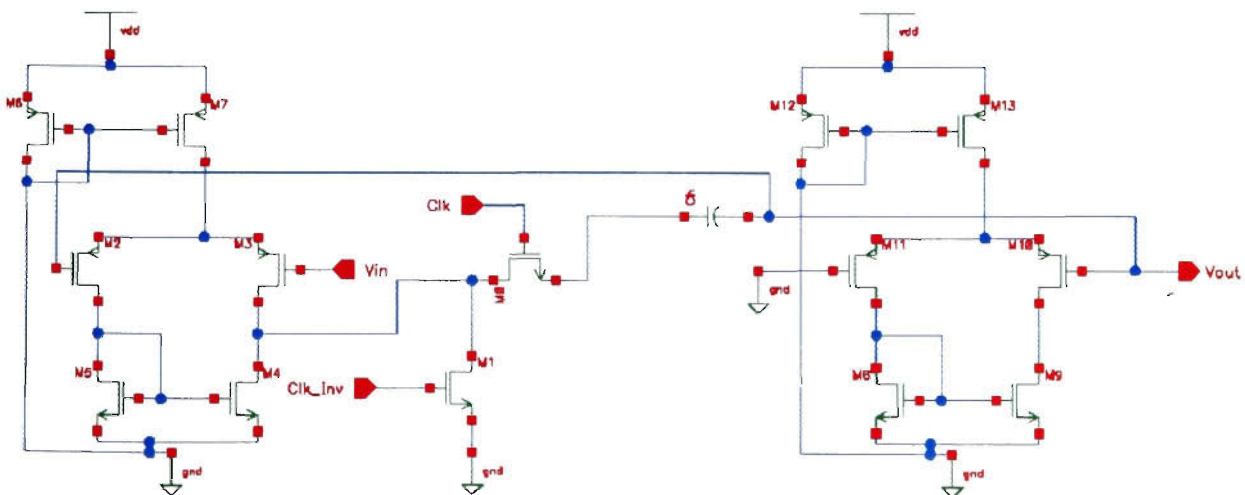 vdd
vdd
M6
M7
M12
M13
Clk
M2
M3
M11
M10
Vin
gnd
Vout
M5
M4
M1
M8
M9
Clk_Inv
gnd
gnd
gnd